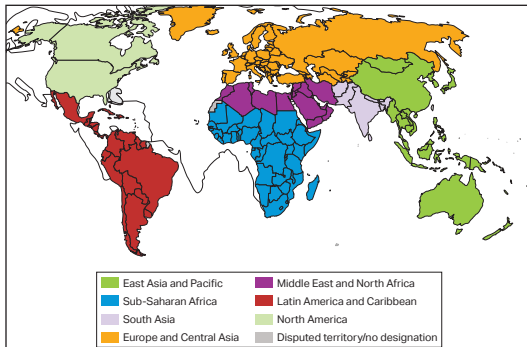 East Asia and Pacific
Sub-Saharan Africa
South Asia
Europe and Central Asia
Middle East and North Africa
Latin America and Caribbean
North America
Disputed territory/no designation